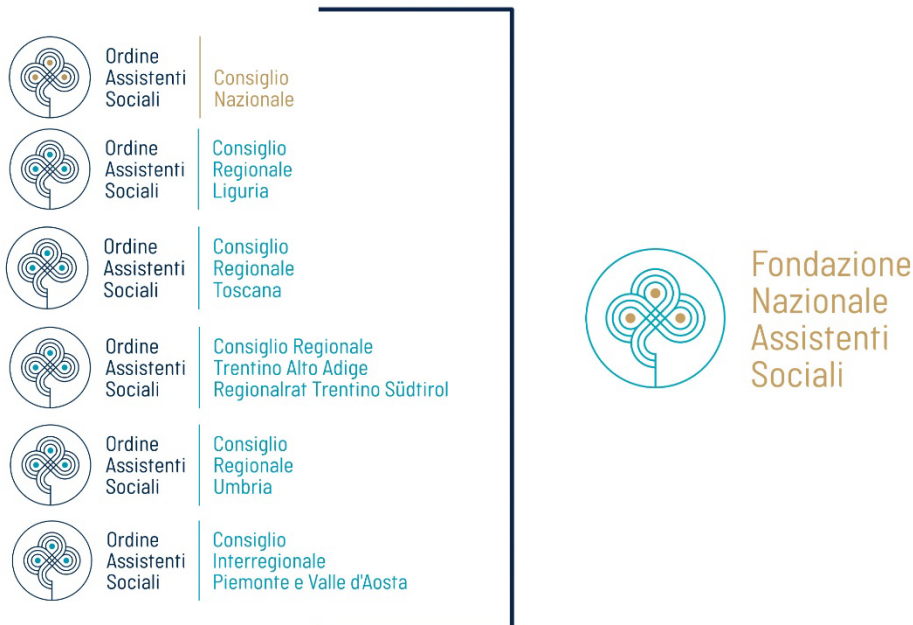 Ordine
Assistenti
Sociali
Consiglio
Nazionale
Ordine
Assistenti
Sociali
Consiglio
Regionale
Liguria
Ordine
Assistenti
Sociali
Consiglio
Regionale
Toscana
Ordine
Assistenti
Sociali
Consiglio Regionale
Trentino Alto Adige
Regionalrat Trentino Südtirol
Ordine
Assistenti
Sociali
Consiglio
Regionale
Umbria
Ordine
Assistenti
Sociali
Consiglio
Interregionale
Piemonte e Valle d'Aosta
Fondazione
Nazionale
Assistenti
Sociali